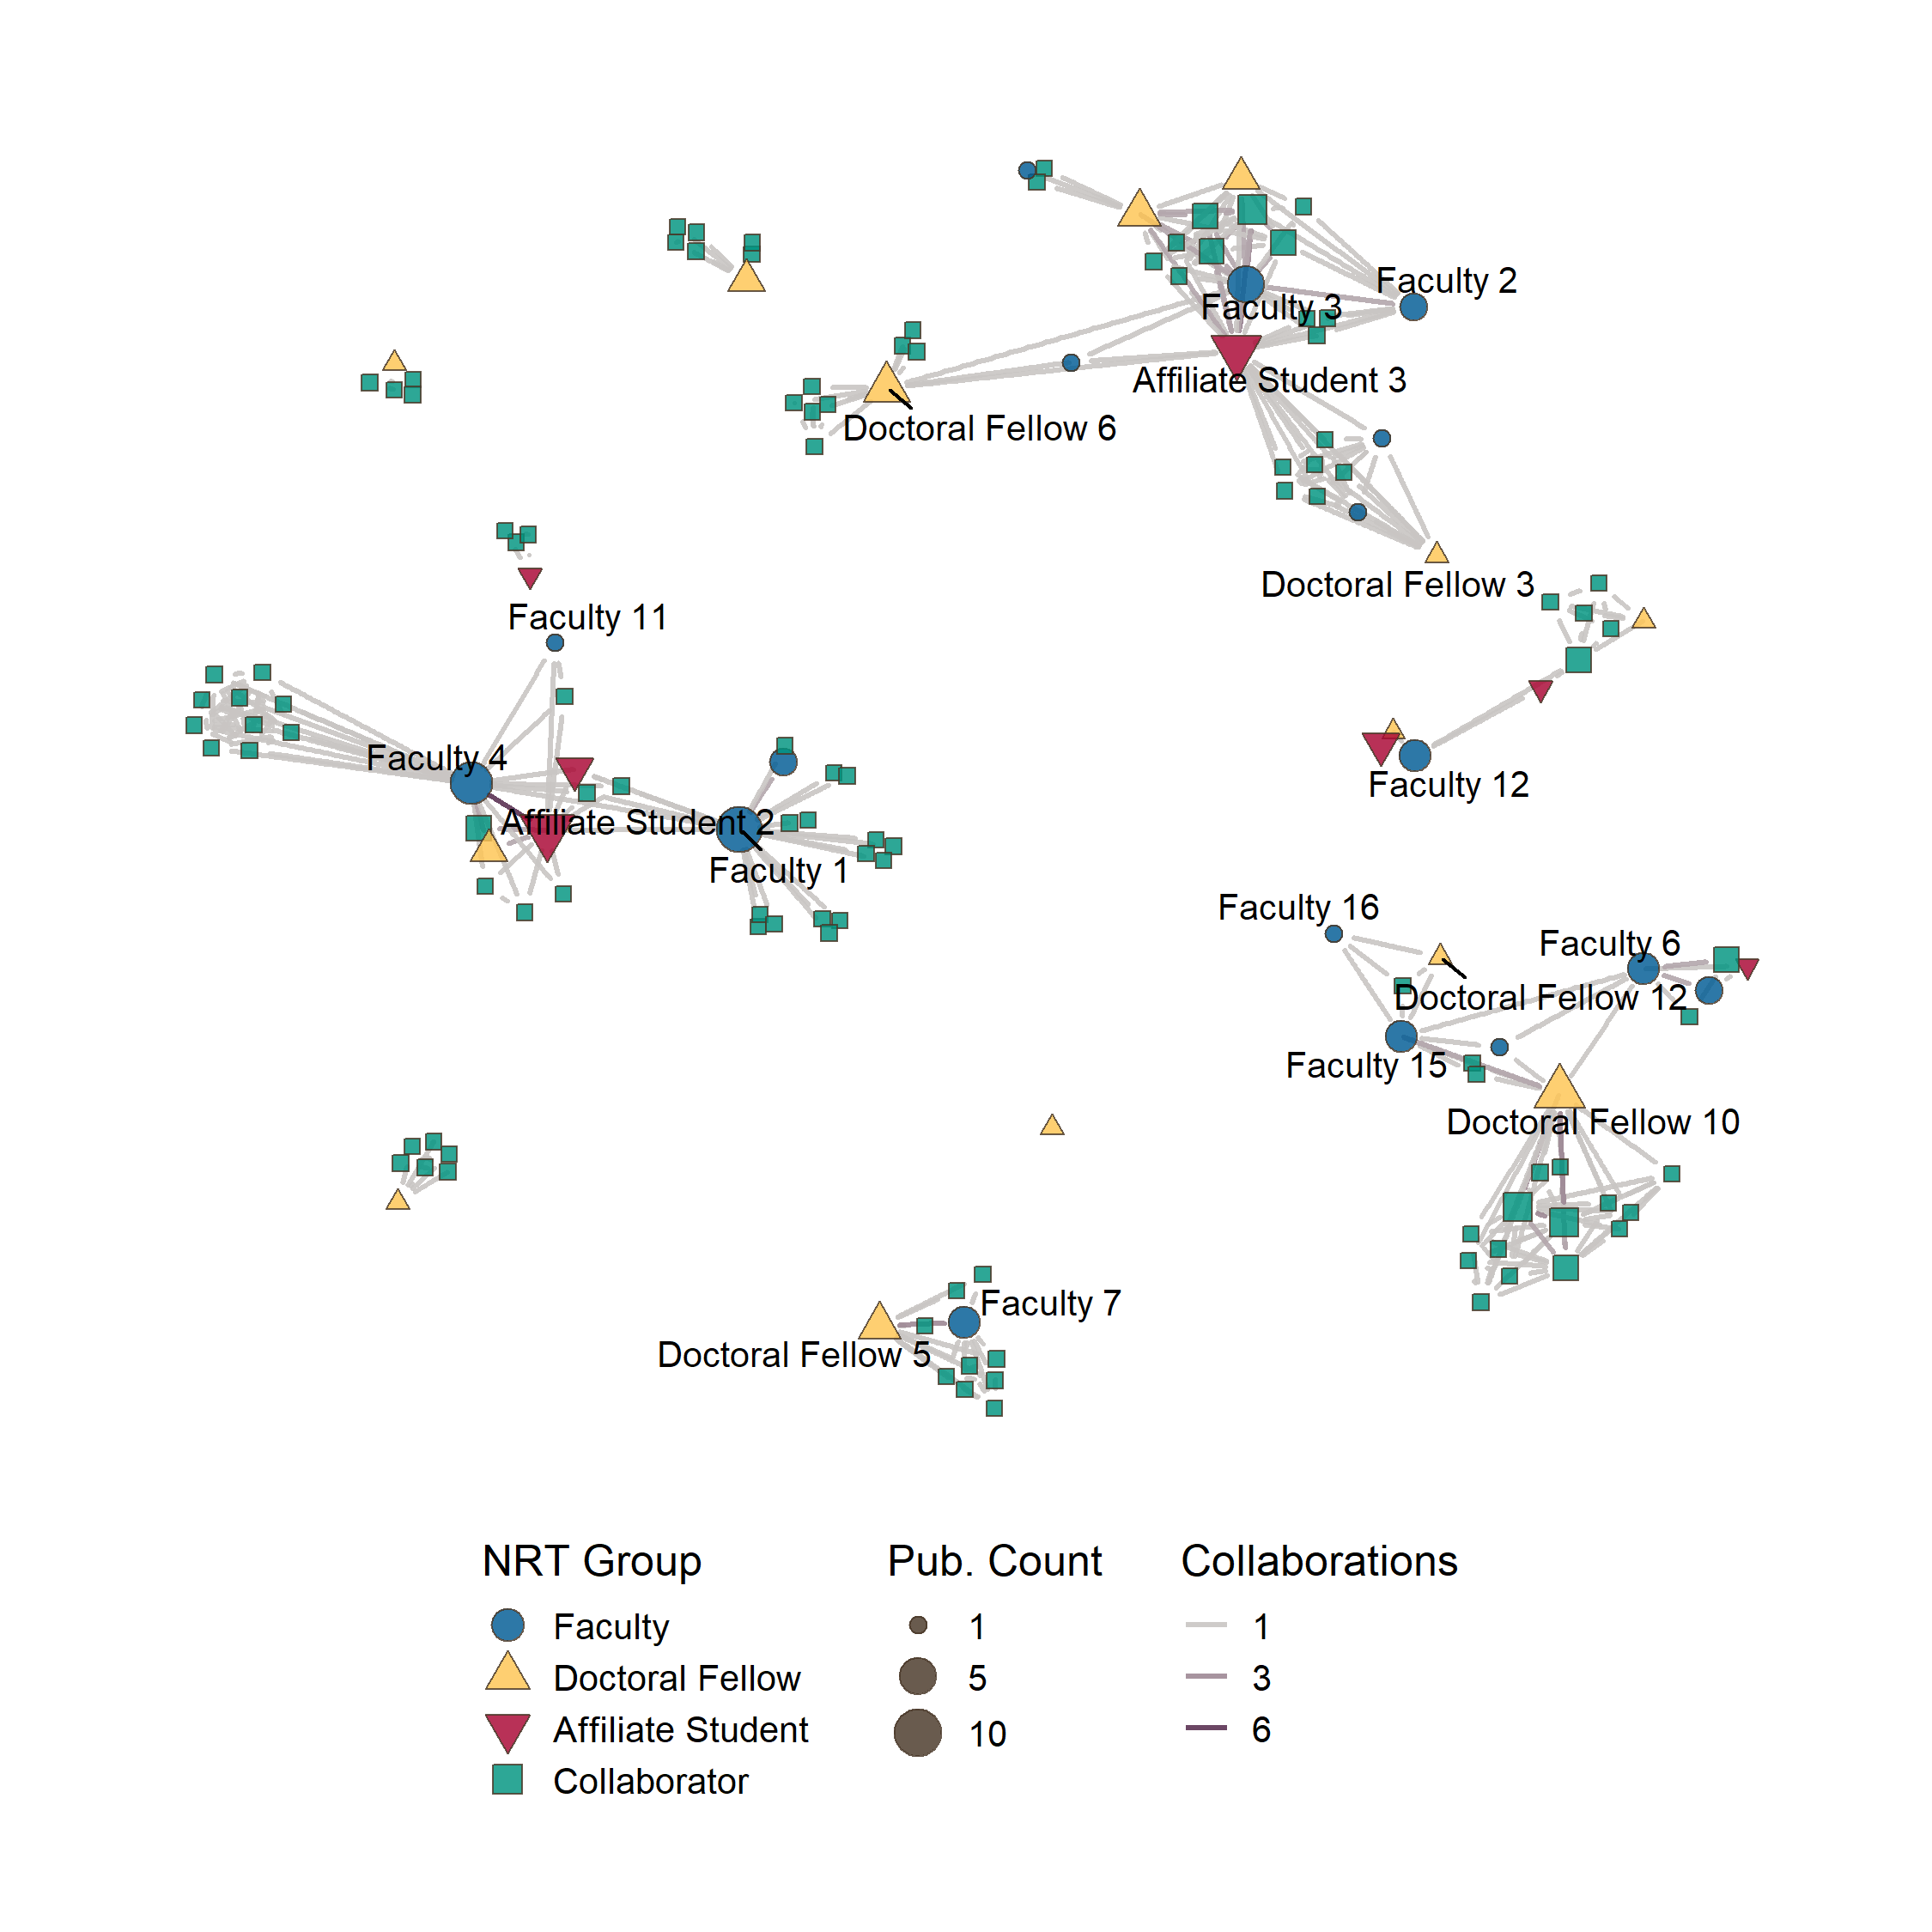 Faculty 2
Faculty 3
Affiliate Student 3
Doctoral Fellow 6
Doctoral Fellow 3
Faculty 11
Faculty 4
Faculty 12
Affiliate Student 2
Faculty 1
Faculty 16
Faculty 6
Doctoral Fellow 12
Faculty 15
Doctoral Fellow 10
Faculty 7
Doctoral Fellow 5
NRT Group
Faculty
Doctoral Fellow
Affiliate Student
Collaborator
Pub. Count
1
5
10
Collaborations
1
3
6